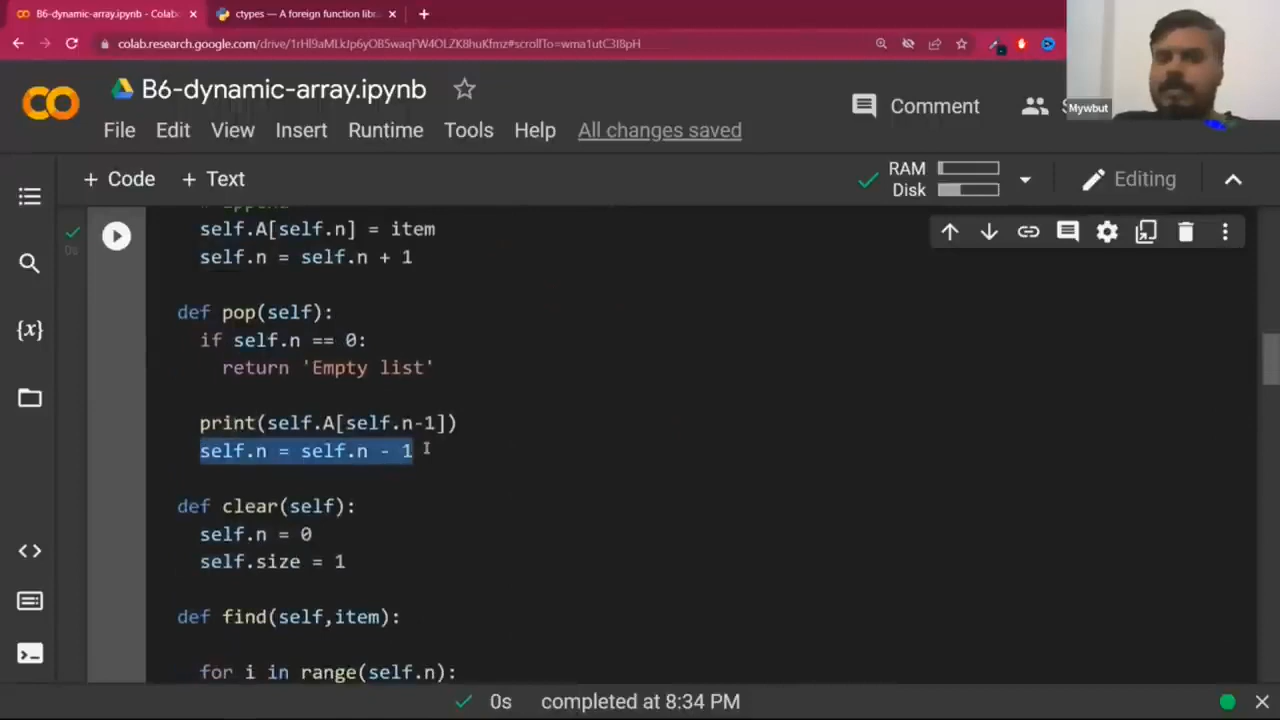 B6-dynamic-array.ipynb - Colab
ctypes — A foreign function libr
colab.research.google.com/drive/1rHl9aMLkJp6yOB5waqFW4OLZK8huKfmz#scrollTo=wma1utC3I8pH
B6-dynamic-array.ipynb
Comment
Mywbut
File Edit View Insert Runtime Tools Help All changes saved
+ Code + Text
RAM
Disk
Editing
self.A[self.n] = item
self.n = self.n + 1
def pop(self):
if self.n == 0:
return 'Empty list'
print(self.A[self.n-1])
self.n = self.n - 1
def clear(self):
self.n = 0
self.size = 1
def find(self,item):
for i in range(self.n):
0s
0s completed at 8:34 PM